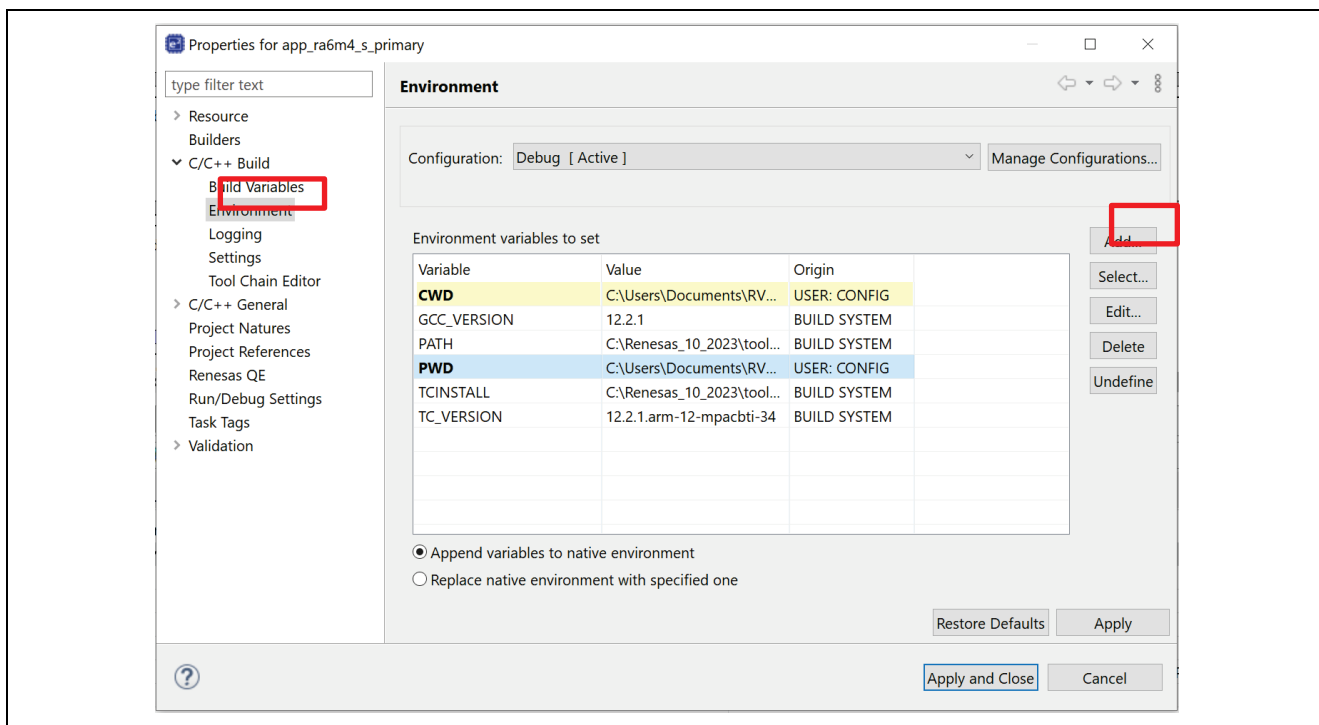 Properties for app_ra6m4_s_primary
type filter text
Resource
Builders
C/C++ Build
Build Variables
Environment
Logging
Settings
Tool Chain Editor
C/C++ General
Project Natures
Project References
Renesas QE
Run/Debug Settings
Task Tags
Validation
Environment
Configuration: Debug [ Active ] Manage Configurations...
Environment variables to set
Add...
Select...
Edit...
Delete
Undefine
Variable Value Origin
CWD C:\Users\Documents\RV... USER: CONFIG
GCC_VERSION 12.2.1 BUILD SYSTEM
PATH C:\Renesas_10_2023\tool... BUILD SYSTEM
PWD C:\Users\Documents\RV... USER: CONFIG
TCINSTALL C:\Renesas_10_2023\tool... BUILD SYSTEM
TC_VERSION 12.2.1.arm-12-mpacbti-34 BUILD SYSTEM
Append variables to native environment
Replace native environment with specified one
Restore Defaults Apply
Apply and Close Cancel